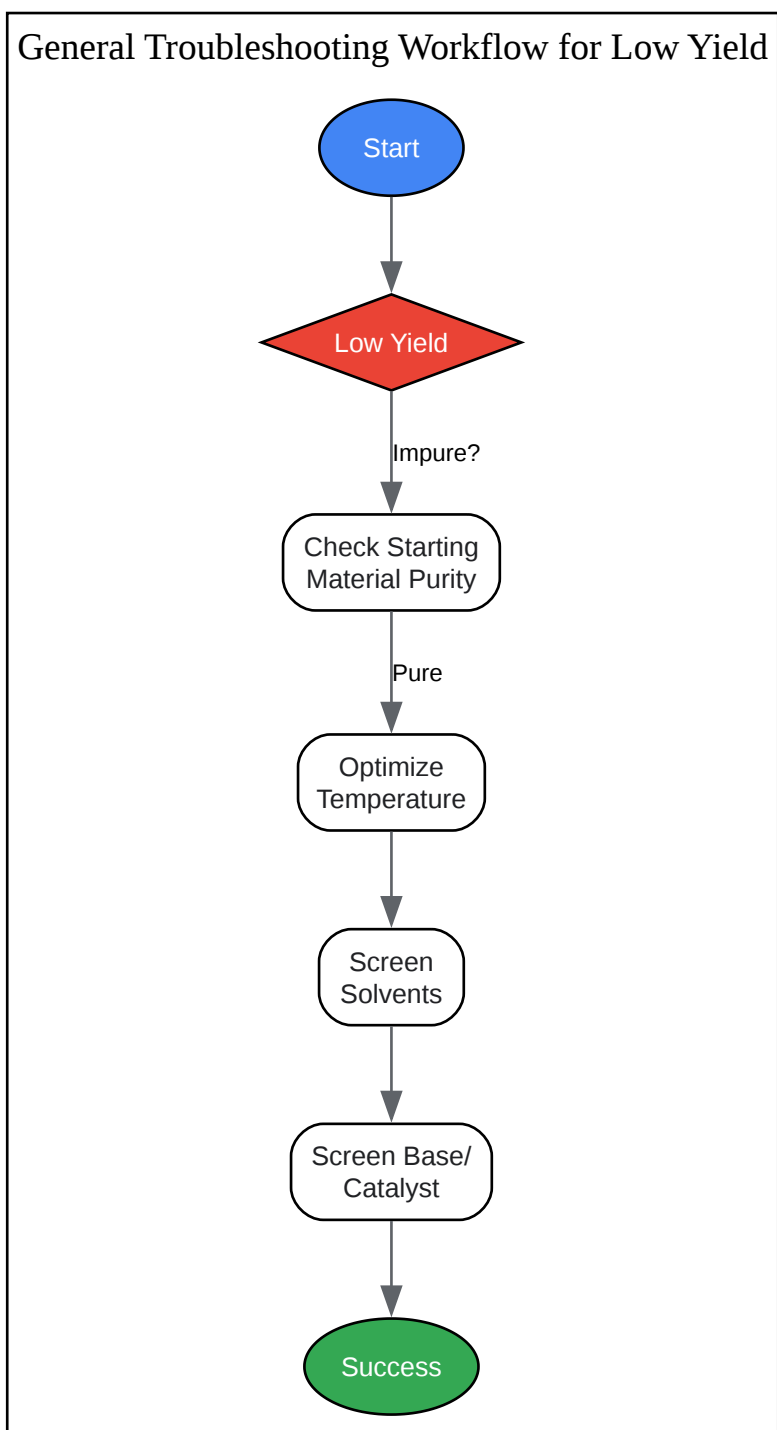 General Troubleshooting Workflow for Low Yield
Start
Low Yield
Impure?
Check Starting
Material Purity
Pure
Optimize
Temperature
Screen
Solvents
Screen Base/
Catalyst
Success